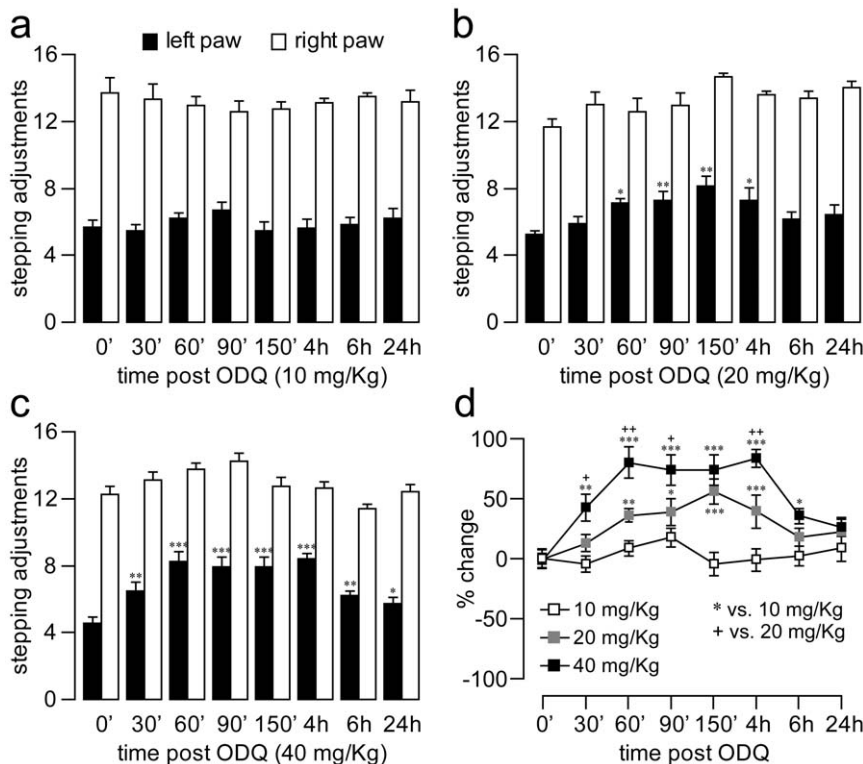 a
left paw
right paw
16
12
8
4
0
stepping adjustments
0' 30' 60' 90' 150' 4h 6h 24h
time post ODQ (10 mg/Kg)
b
16
12
8
4
0
stepping adjustments
*
**
**
*
0' 30' 60' 90' 150' 4h 6h 24h
time post ODQ (20 mg/Kg)
c
16
12
8
4
0
stepping adjustments
**
***
***
***
***
**
*
0' 30' 60' 90' 150' 4h 6h 24h
time post ODQ (40 mg/Kg)
d
100
50
0
-50
-100
% change
++ + ++
*** *** *** ***
+
**
** * *** ***
*
10 mg/Kg
20 mg/Kg
40 mg/Kg
* vs. 10 mg/Kg
+ vs. 20 mg/Kg
0' 30' 60' 90' 150' 4h 6h 24h
time post ODQ